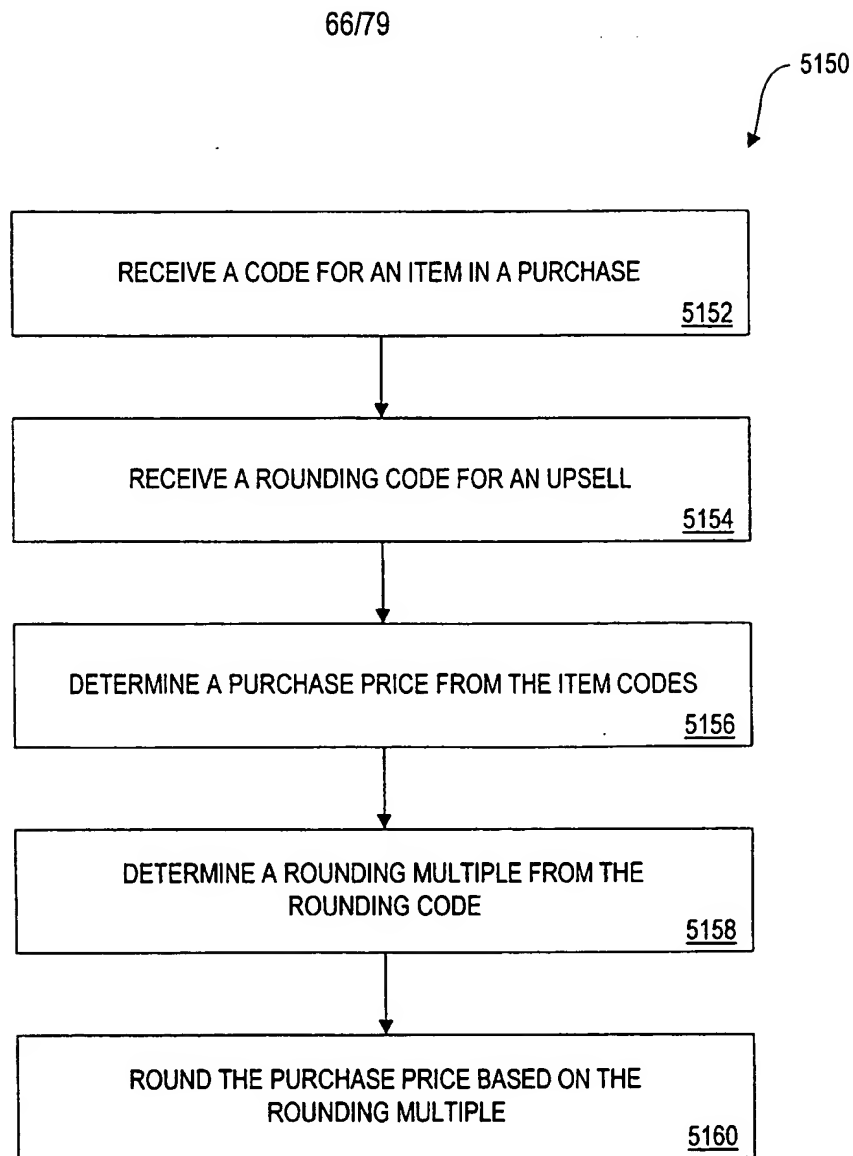 66/79
5150
RECEIVE A CODE FOR AN ITEM IN A PURCHASE
5152
RECEIVE A ROUNDING CODE FOR AN UPSELL
5154
DETERMINE A PURCHASE PRICE FROM THE ITEM CODES
5156
DETERMINE A ROUNDING MULTIPLE FROM THE
ROUNDING CODE
5158
ROUND THE PURCHASE PRICE BASED ON THE
ROUNDING MULTIPLE
5160